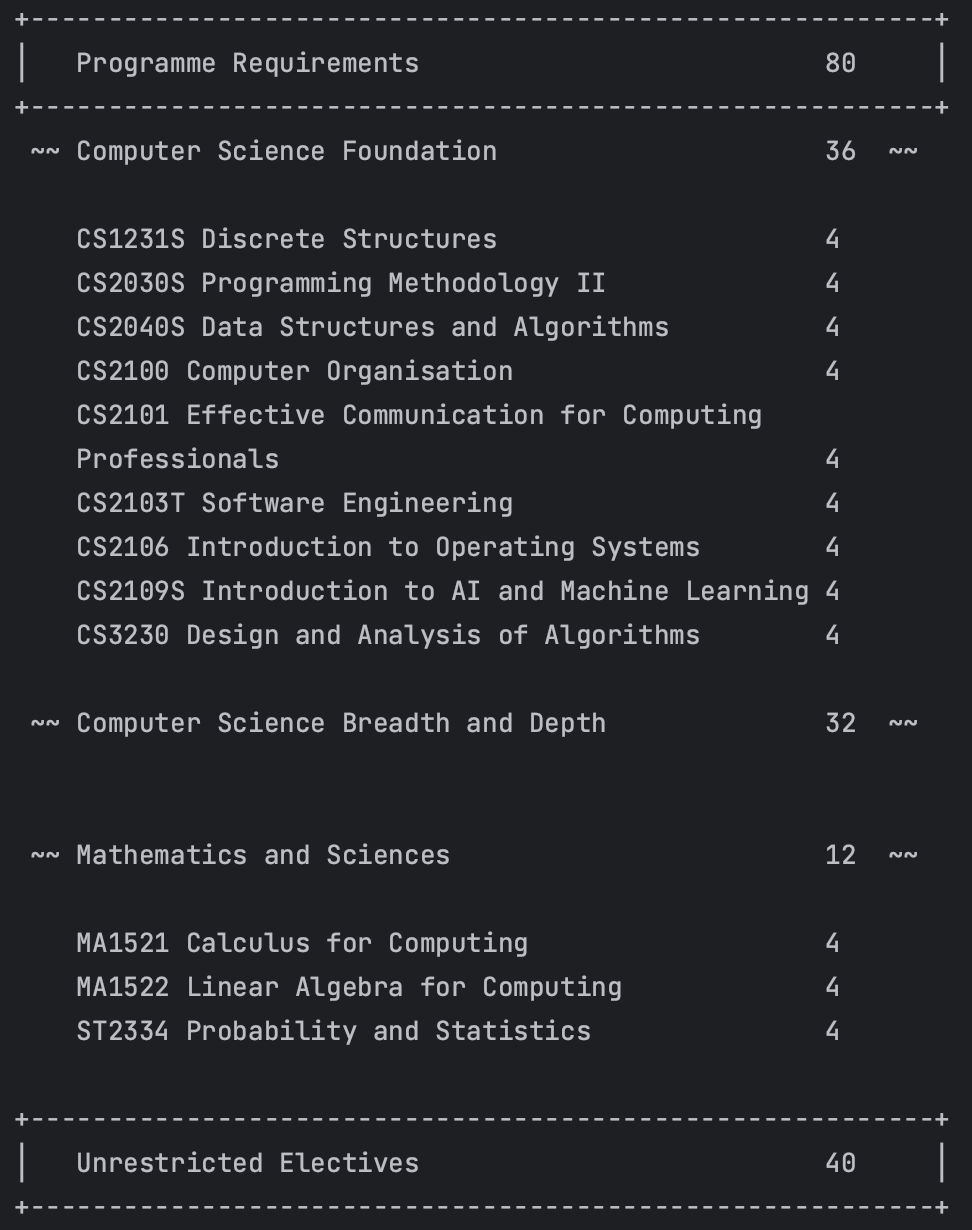 +----------------------------------------------------------+
|   Programme Requirements                          80     |
+----------------------------------------------------------+
 ~~ Computer Science Foundation                     36  ~~

    CS1231S Discrete Structures                     4
    CS2030S Programming Methodology II              4
    CS2040S Data Structures and Algorithms          4
    CS2100 Computer Organisation                    4
    CS2101 Effective Communication for Computing
    Professionals                                   4
    CS2103T Software Engineering                    4
    CS2106 Introduction to Operating Systems        4
    CS2109S Introduction to AI and Machine Learning 4
    CS3230 Design and Analysis of Algorithms        4

 ~~ Computer Science Breadth and Depth              32  ~~


 ~~ Mathematics and Sciences                        12  ~~

    MA1521 Calculus for Computing                   4
    MA1522 Linear Algebra for Computing             4
    ST2334 Probability and Statistics               4

+----------------------------------------------------------+
|   Unrestricted Electives                          40     |
+----------------------------------------------------------+